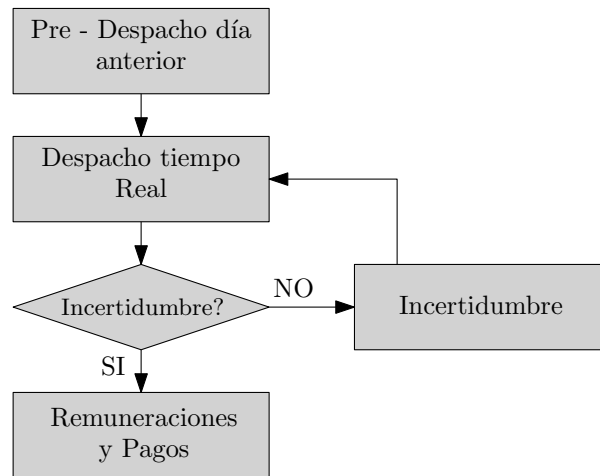 Pre - Despacho día
anterior
Despacho tiempo
Real
Incertidumbre?
NO
Incertidumbre
SI
Remuneraciones
y Pagos